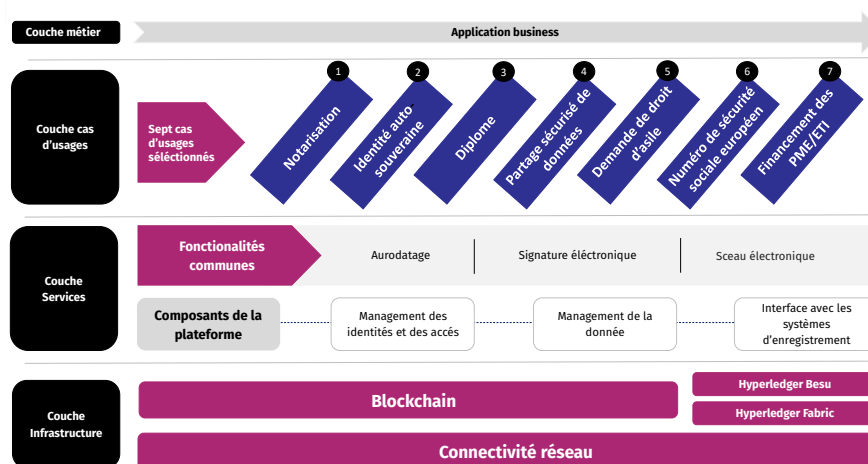 Couche métier
Application business
Couche cas
d'usages
Sept cas
d'usages
séléctionnés
1
Notarisation
2
Identité auto-
souveraine
3
Diplome
4
Partage sécurisé de
données
5
Demande de droit
d'asile
6
Numéro de sécurité
sociale européen
7
Financement des
PME/ETI
Couche
Services
Fonctionalités
communes
Aurodatage
Signature éléctronique
Sceau électronique
Composants de la
plateforme
Management des
identités et des accés
Management de la
donnée
Interface avec les
systèmes
d'enregistrement
Couche
Infrastructure
Blockchain
Hyperledger Besu
Hyperledger Fabric
Connectivité réseau